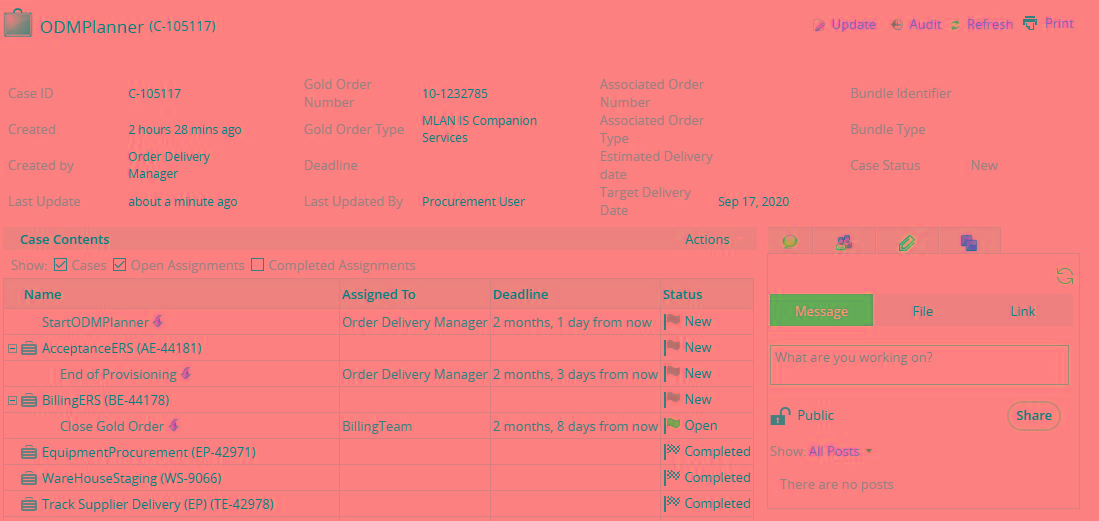 ODMPlanner (C-105117)
Update Audit Refresh Print
Case ID C-105117 Gold Order Number 10-1232785 Associated Order Number Bundle Identifier
Created 2 hours 28 mins ago Gold Order Type MLAN IS Companion Services Associated Order Type Bundle Type
Created by Order Delivery Manager Deadline Estimated Delivery date Case Status New
Last Update about a minute ago Last Updated By Procurement User Target Delivery Date Sep 17, 2020
Case Contents Actions
Show: Cases Open Assignments Completed Assignments
Name Assigned To Deadline Status
StartODMPlanner Order Delivery Manager 2 months, 1 day from now New
AcceptanceERS (AE-44181) New
End of Provisioning Order Delivery Manager 2 months, 3 days from now New
BillingERS (BE-44178) New
Close Gold Order BillingTeam 2 months, 8 days from now Open
EquipmentProcurement (EP-42971) Completed
WareHouseStaging (WS-9066) Completed
Track Supplier Delivery (EP) (TE-42978) Completed
Message File Link
What are you working on?
Public Share
Show: All Posts
There are no posts